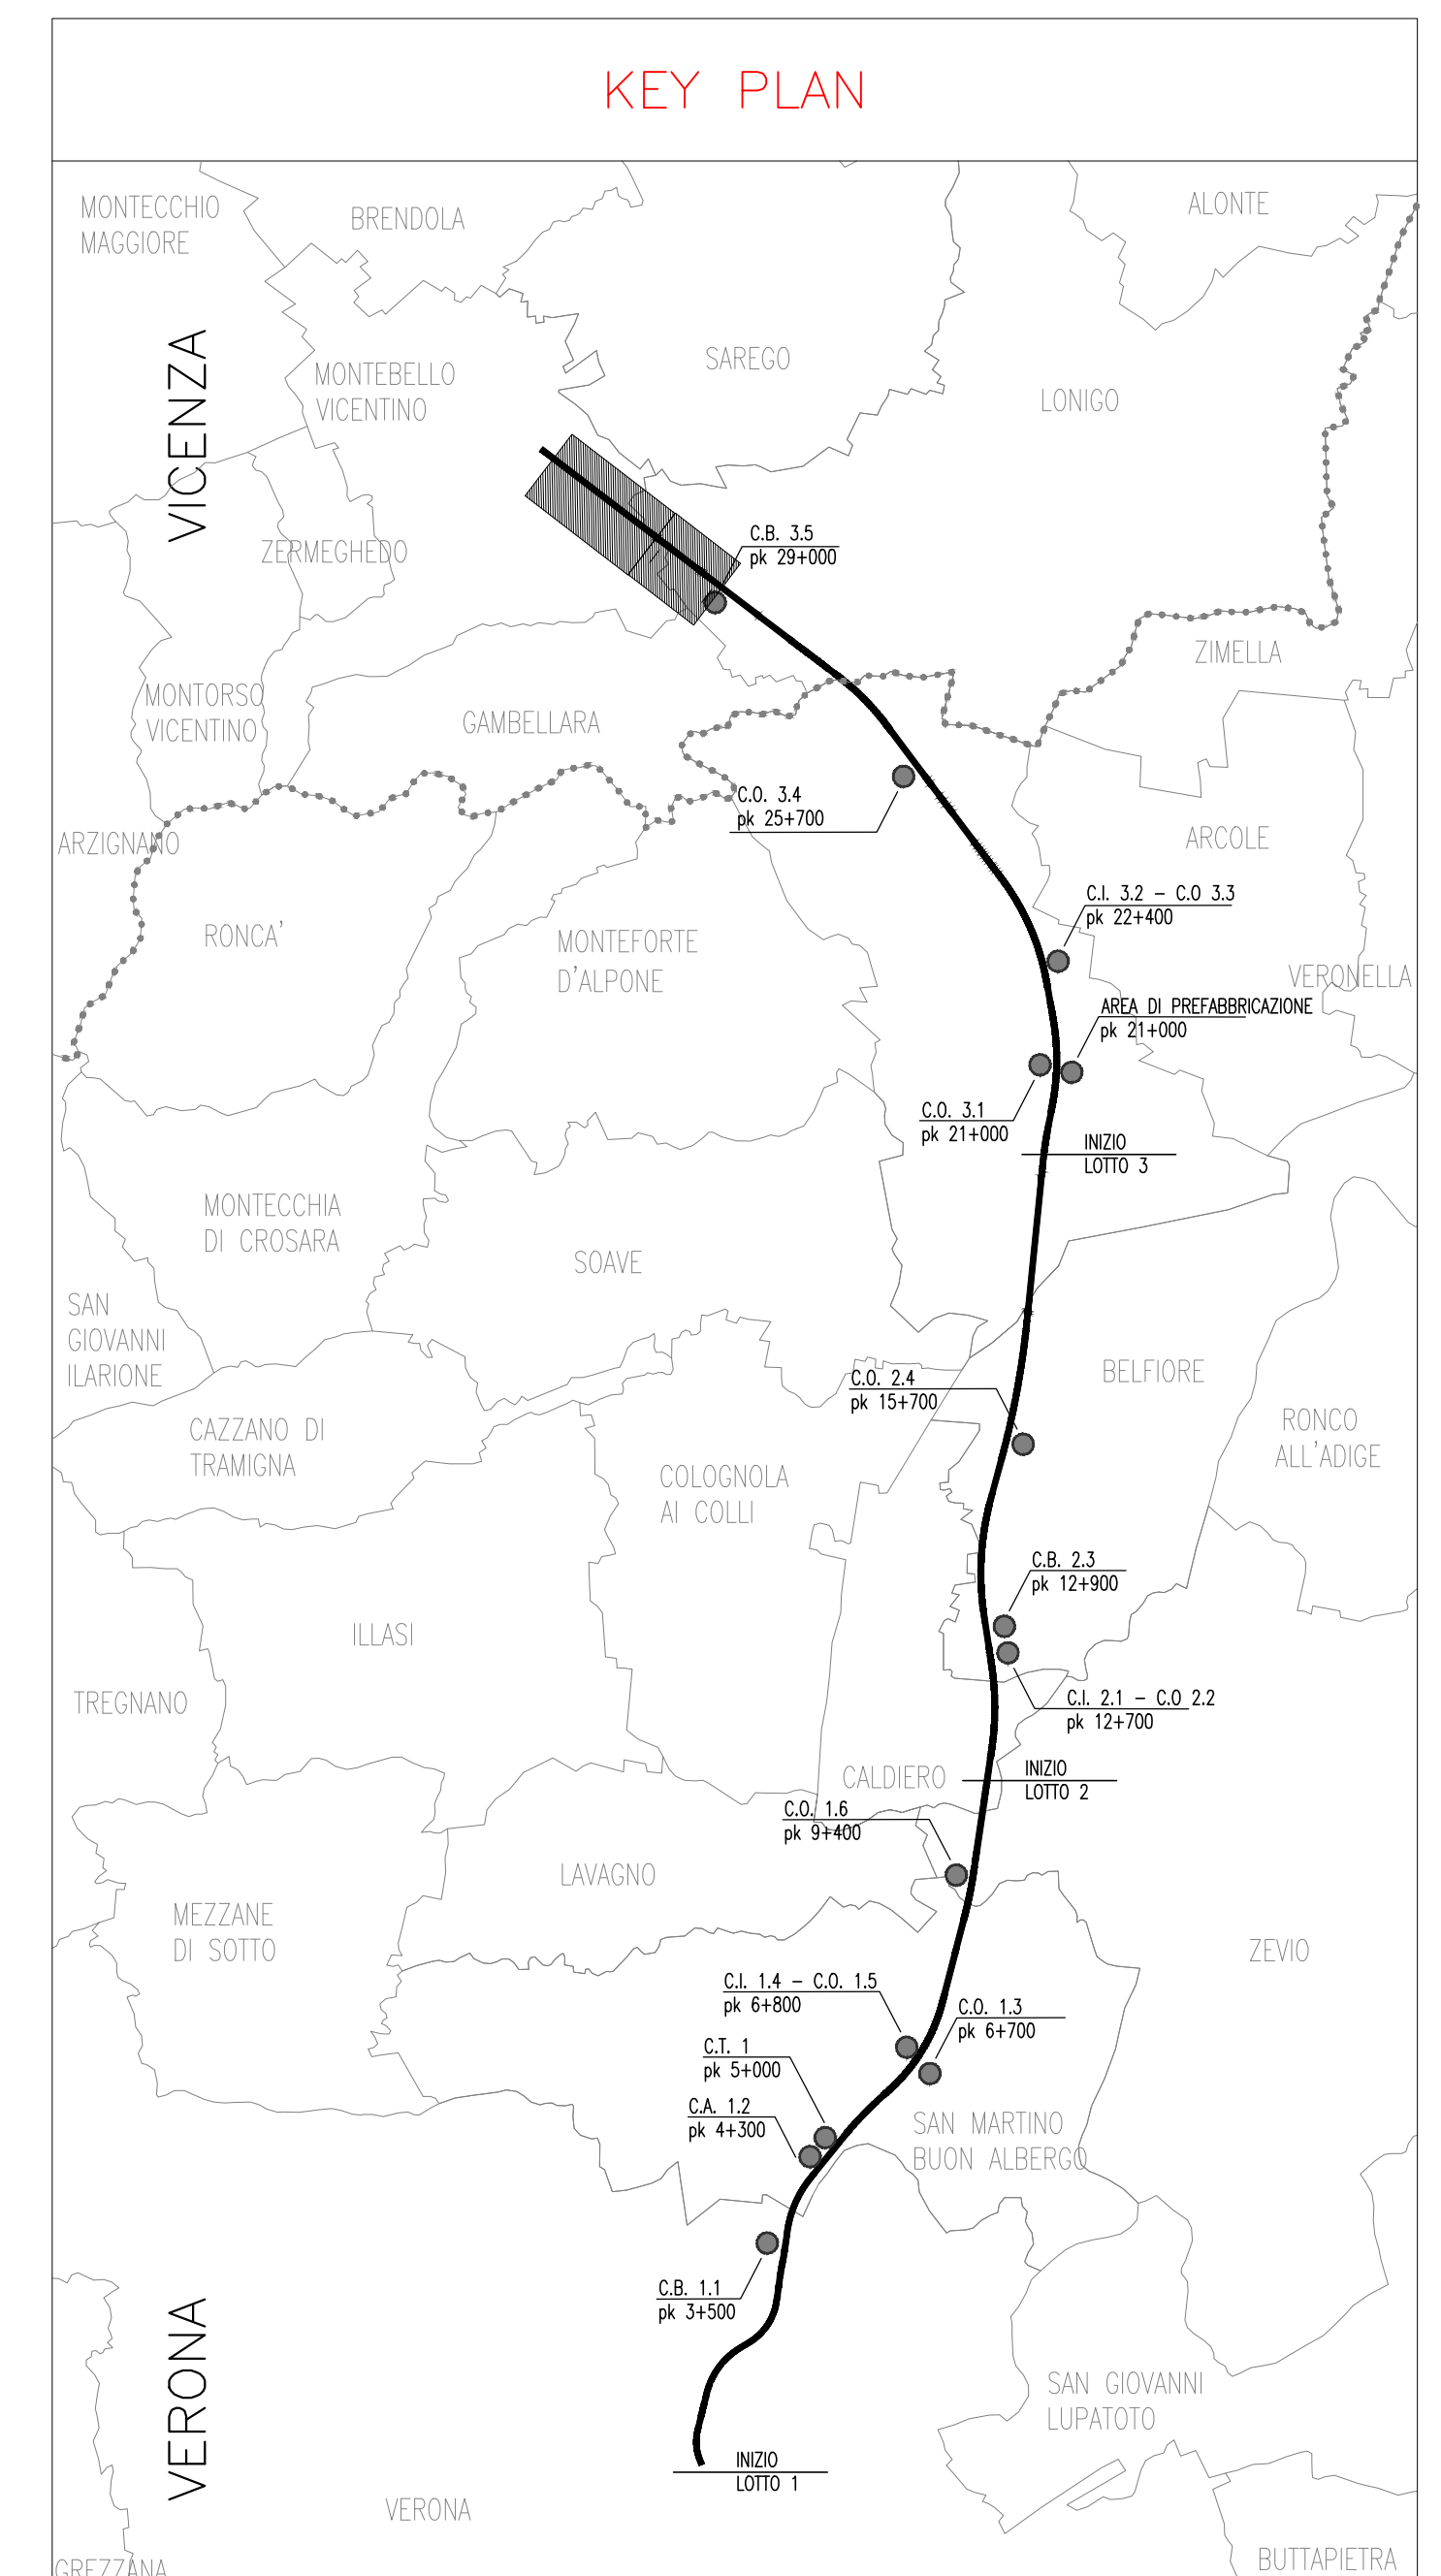 KEY PLAN
MONTECCHIO
MAGGIORE
BRENDOLA
ALONTE
VICENZA
MONTEBELLO
VICENTINO
SAREGO
LONIGO
ZERMEGHEDO
C.B. 3.5
pk 29+000
ZIMELLA
MONTORSO
VICENTINO
GAMBELLARA
C.O. 3.4
pk 25+700
ARZIGNANO
ARCOLE
RONCA'
MONTEFORTE
D'ALPONE
C.I. 3.2 - C.O 3.3
pk 22+400
VERONELLA
AREA DI PREFABBRICAZIONE
pk 21+000
C.O. 3.1
pk 21+000
INIZIO
LOTTO 3
MONTECCHIA
DI CROSARA
SOAVE
SAN
GIOVANNI
ILARIONE
C.O. 2.4
pk 15+700
BELFIORE
CAZZANO DI
TRAMIGNA
RONCO
ALL'ADIGE
COLOGNOLA
AI COLLI
C.B. 2.3
pk 12+900
ILLASI
TREGNANO
C.I. 2.1 - C.O 2.2
pk 12+700
CALDIERO
INIZIO
LOTTO 2
C.O. 1.6
pk 9+400
LAVAGNO
MEZZANE
DI SOTTO
ZEVIO
C.I. 1.4 - C.O. 1.5
pk 6+800
C.O. 1.3
pk 6+700
C.T. 1
pk 5+000
C.A. 1.2
pk 4+300
SAN MARTINO
BUON ALBERGO
C.B. 1.1
pk 3+500
VERONA
SAN GIOVANNI
LUPATOTO
INIZIO
LOTTO 1
VERONA
BUTTAPIETRA
GREZZANA